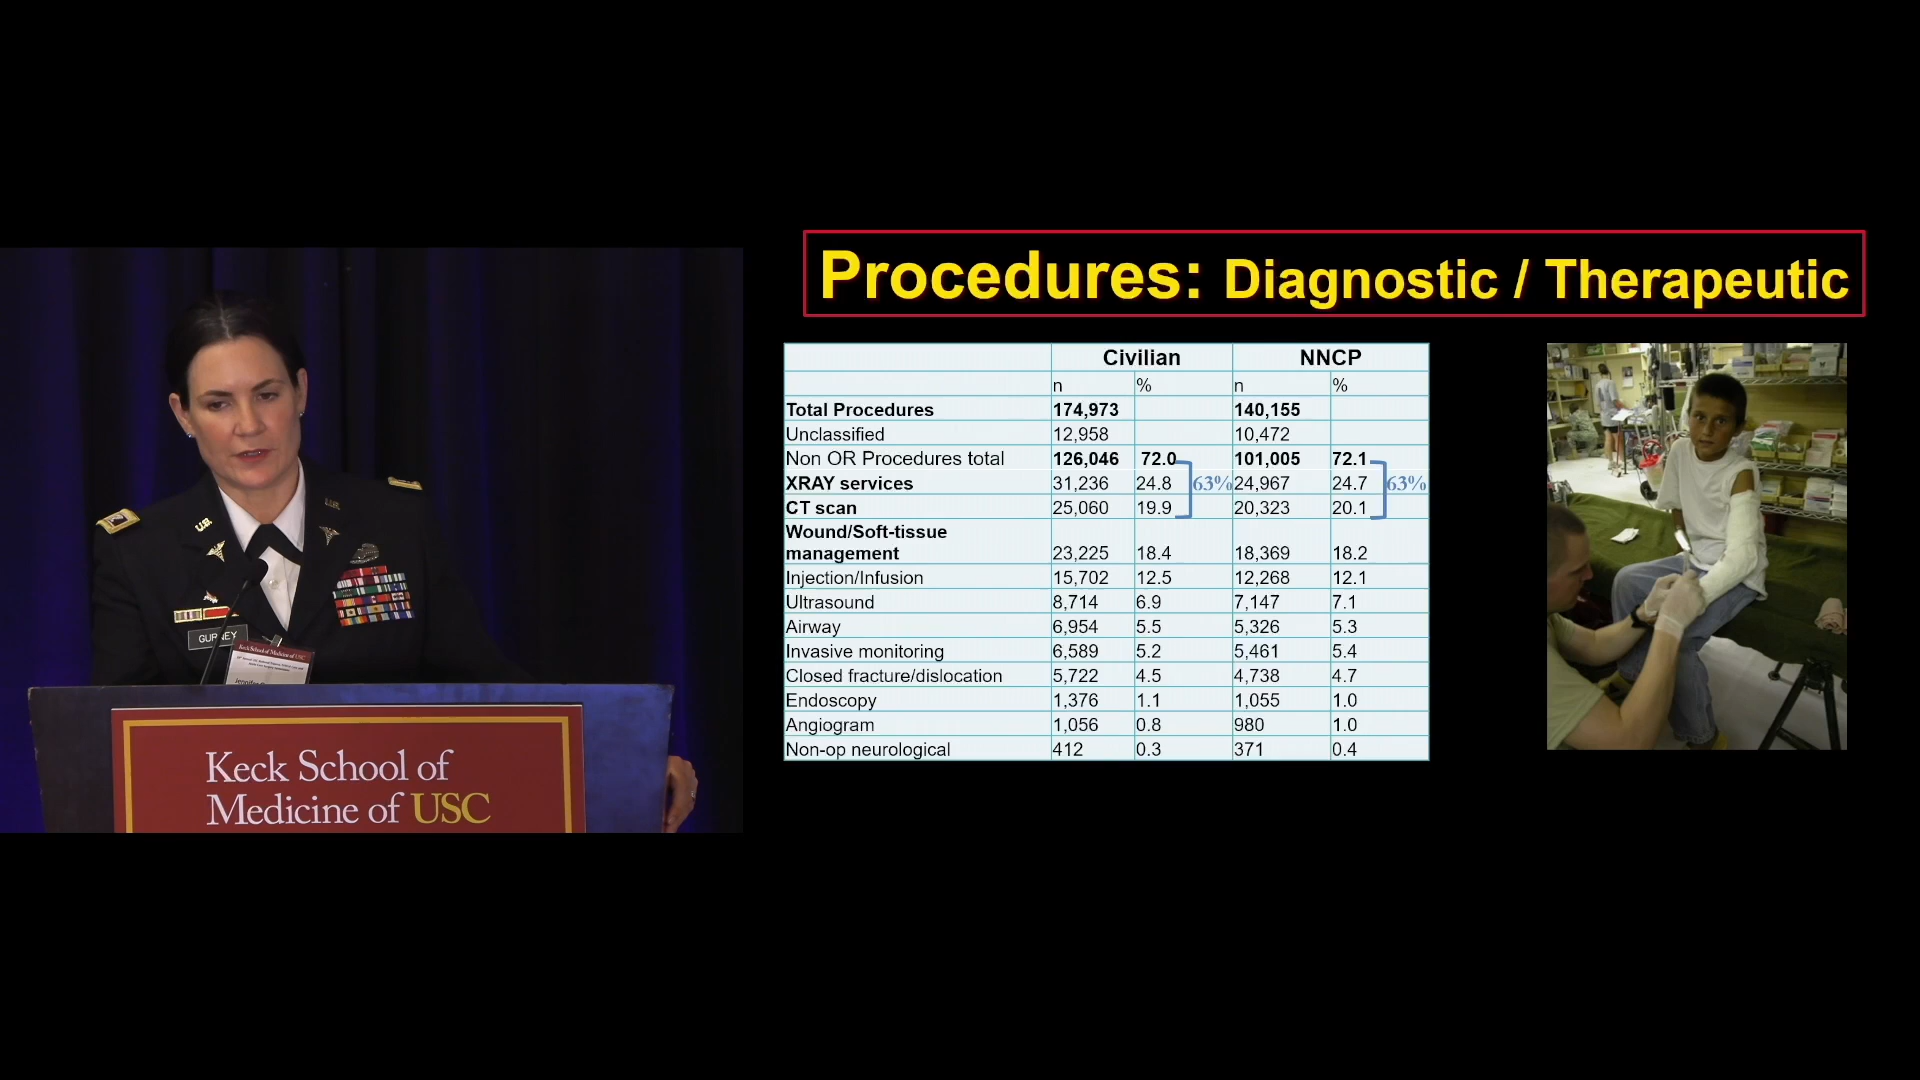 Procedures: Diagnostic / Therapeutic
Civilian NNCP
n % n %
Total Procedures 174,973 140,155
Unclassified 12,958 10,472
Non OR Procedures total 126,046 72.0 101,005 72.1
XRAY services 31,236 24.8 63% 24,967 24.7 63%
CT scan 25,060 19.9 20,323 20.1
Wound/Soft-tissue
management 23,225 18.4 18,369 18.2
Injection/Infusion 15,702 12.5 12,268 12.1
Ultrasound 8,714 6.9 7,147 7.1
Airway 6,954 5.5 5,326 5.3
Invasive monitoring 6,589 5.2 5,461 5.4
Closed fracture/dislocation 5,722 4.5 4,738 4.7
Endoscopy 1,376 1.1 1,055 1.0
Angiogram 1,056 0.8 980 1.0
Non-op neurological 412 0.3 371 0.4
U.S.
GURNEY
Keck School of Medicine of USC
Keck School of
Medicine of USC